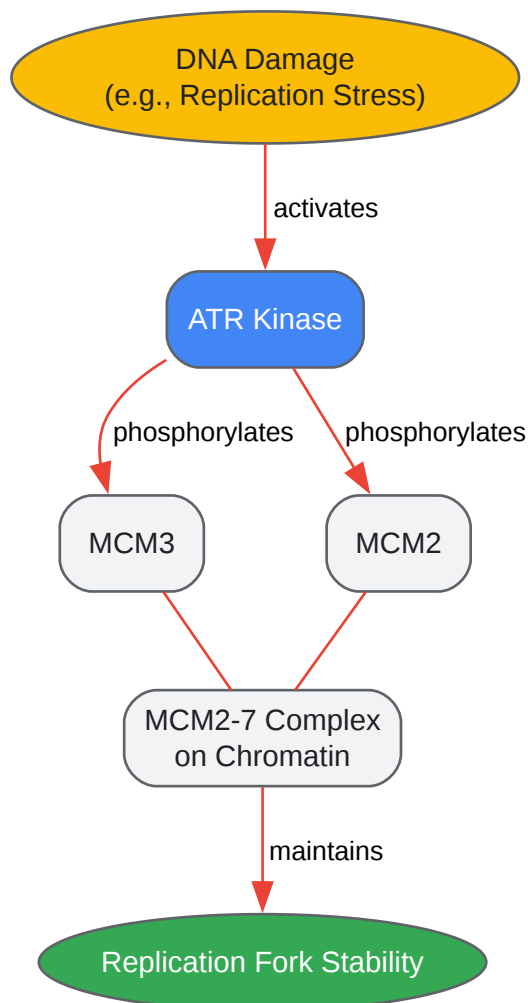 DNA Damage
(e.g., Replication Stress)
activates
ATR Kinase
phosphorylates
phosphorylates
MCM3
MCM2
MCM2-7 Complex
on Chromatin
maintains
Replication Fork Stability